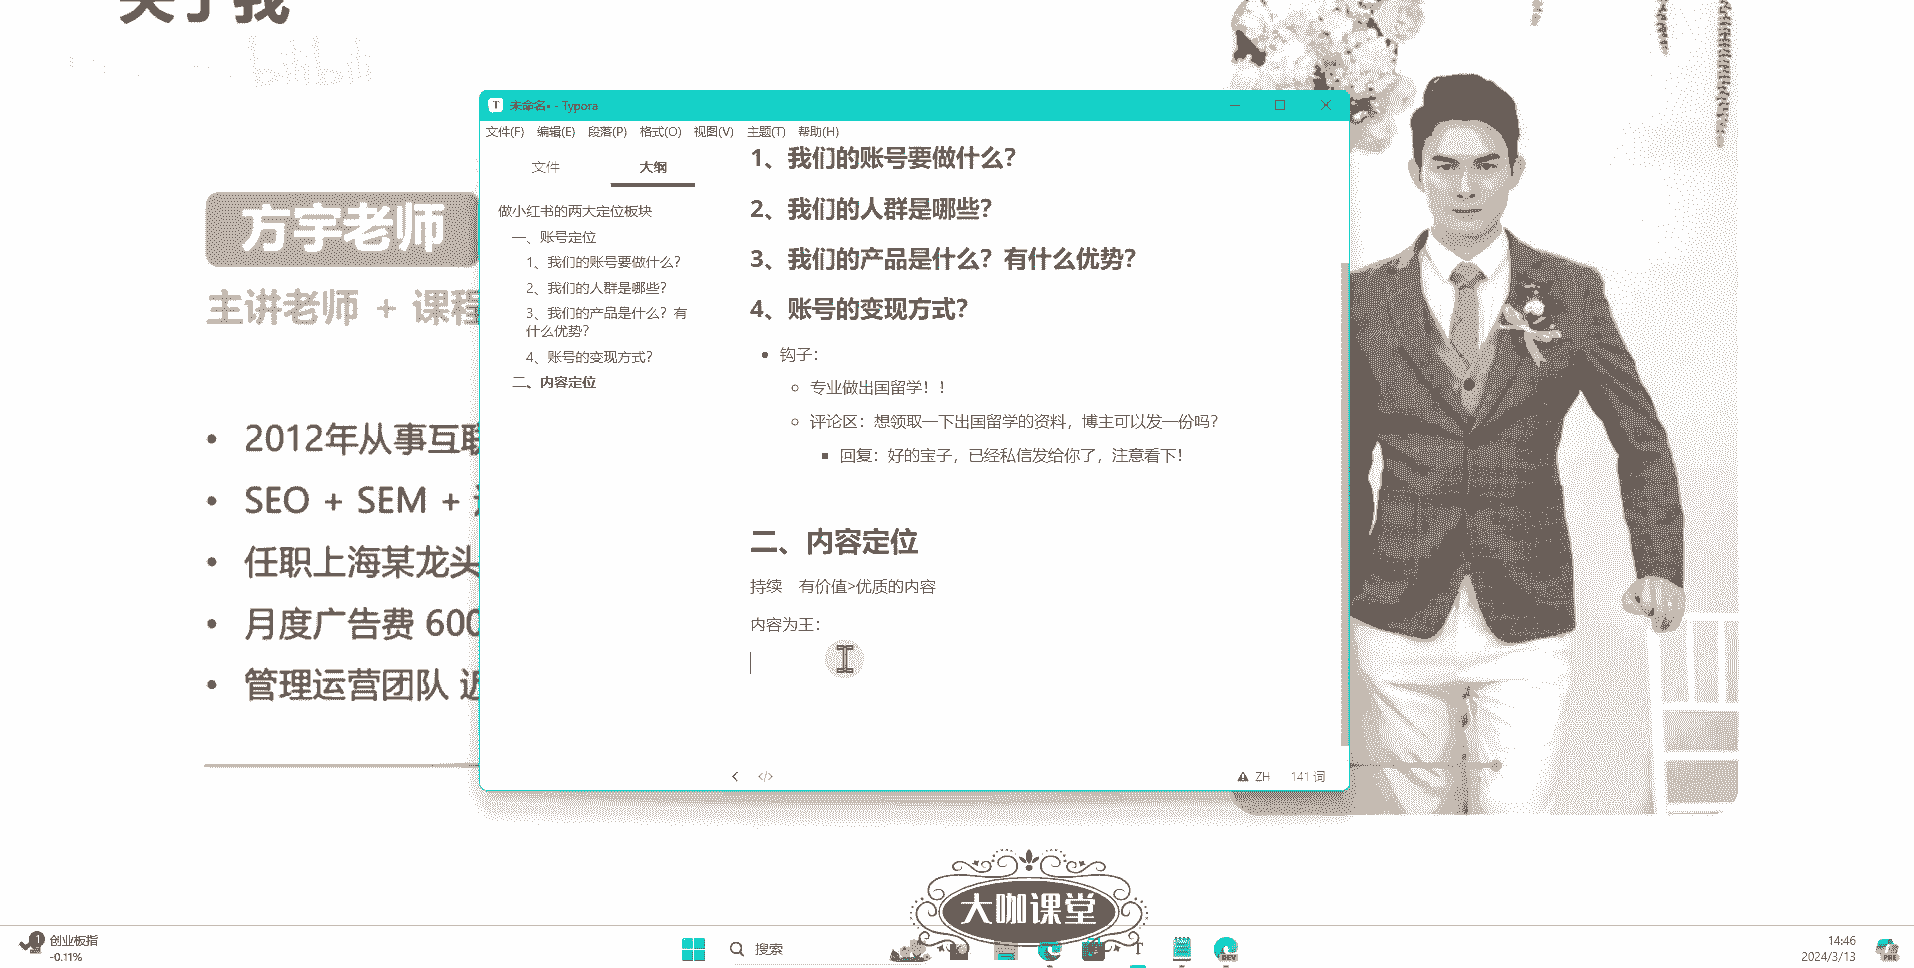 关于我
bilibili
方宇老师
主讲老师 + 课程
• 2012年从事互联
• SEO + SEM +
• 任职上海某龙头
• 月度广告费 600
• 管理运营团队 近
未命名• - Typora
文件(F) 编辑(E) 段落(P) 格式(O) 视图(V) 主题(T) 帮助(H)
文件 大纲
做小红书的两大定位板块
一、账号定位
1、我们的账号要做什么？
2、我们的人群是哪些？
3、我们的产品是什么？有
什么优势？
4、账号的变现方式？
二、内容定位
1、我们的账号要做什么？
2、我们的人群是哪些？
3、我们的产品是什么？有什么优势？
4、账号的变现方式？
• 钩子：
专业做出国留学！！
评论区：想领取一下出国留学的资料，博主可以发一份吗？
回复：好的宝子，已经私信发给你了，注意看下！
二、内容定位
持续 有价值>优质的内容
内容为王：
</> ZH 141 词
大咖课堂
1 创业板指
-0.11%
搜索
T
DEV
14:46
2024/3/13
PRE